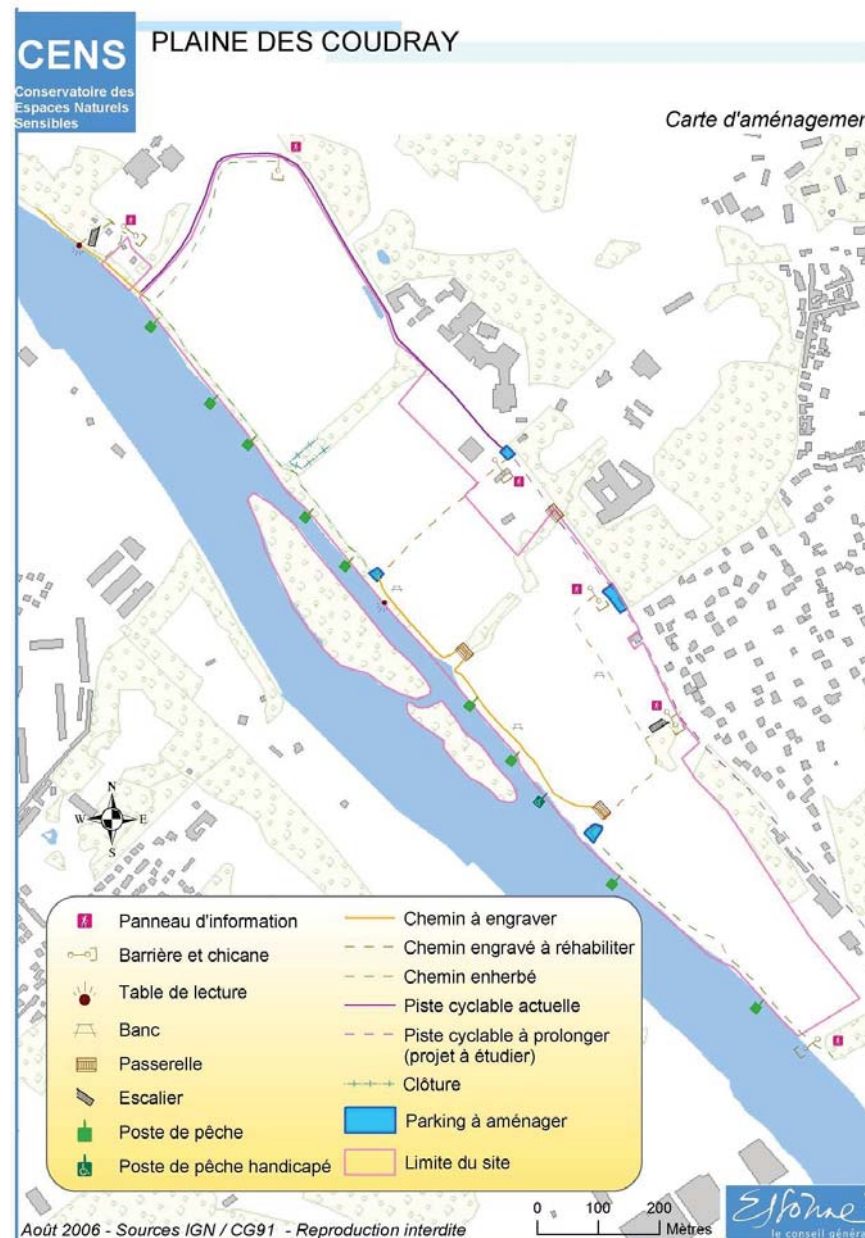 CENS
Conservatoire des
Espaces Naturels
Sensibles
PLAINE DES COUDRAY
Carte d'aménagemen
N
W
E
S
Panneau d'information
Barrière et chicane
Table de lecture
Banc
Passerelle
Escalier
Poste de pêche
Poste de pêche handicapé
Chemin à engraver
Chemin engravé à réhabiliter
Chemin enherbé
Piste cyclable actuelle
Piste cyclable à prolonger
(projet à étudier)
Clôture
Parking à aménager
Limite du site
Août 2006 - Sources IGN / CG91 - Reproduction interdite
0 100 200
Mètres
Essonne
le conseil généra